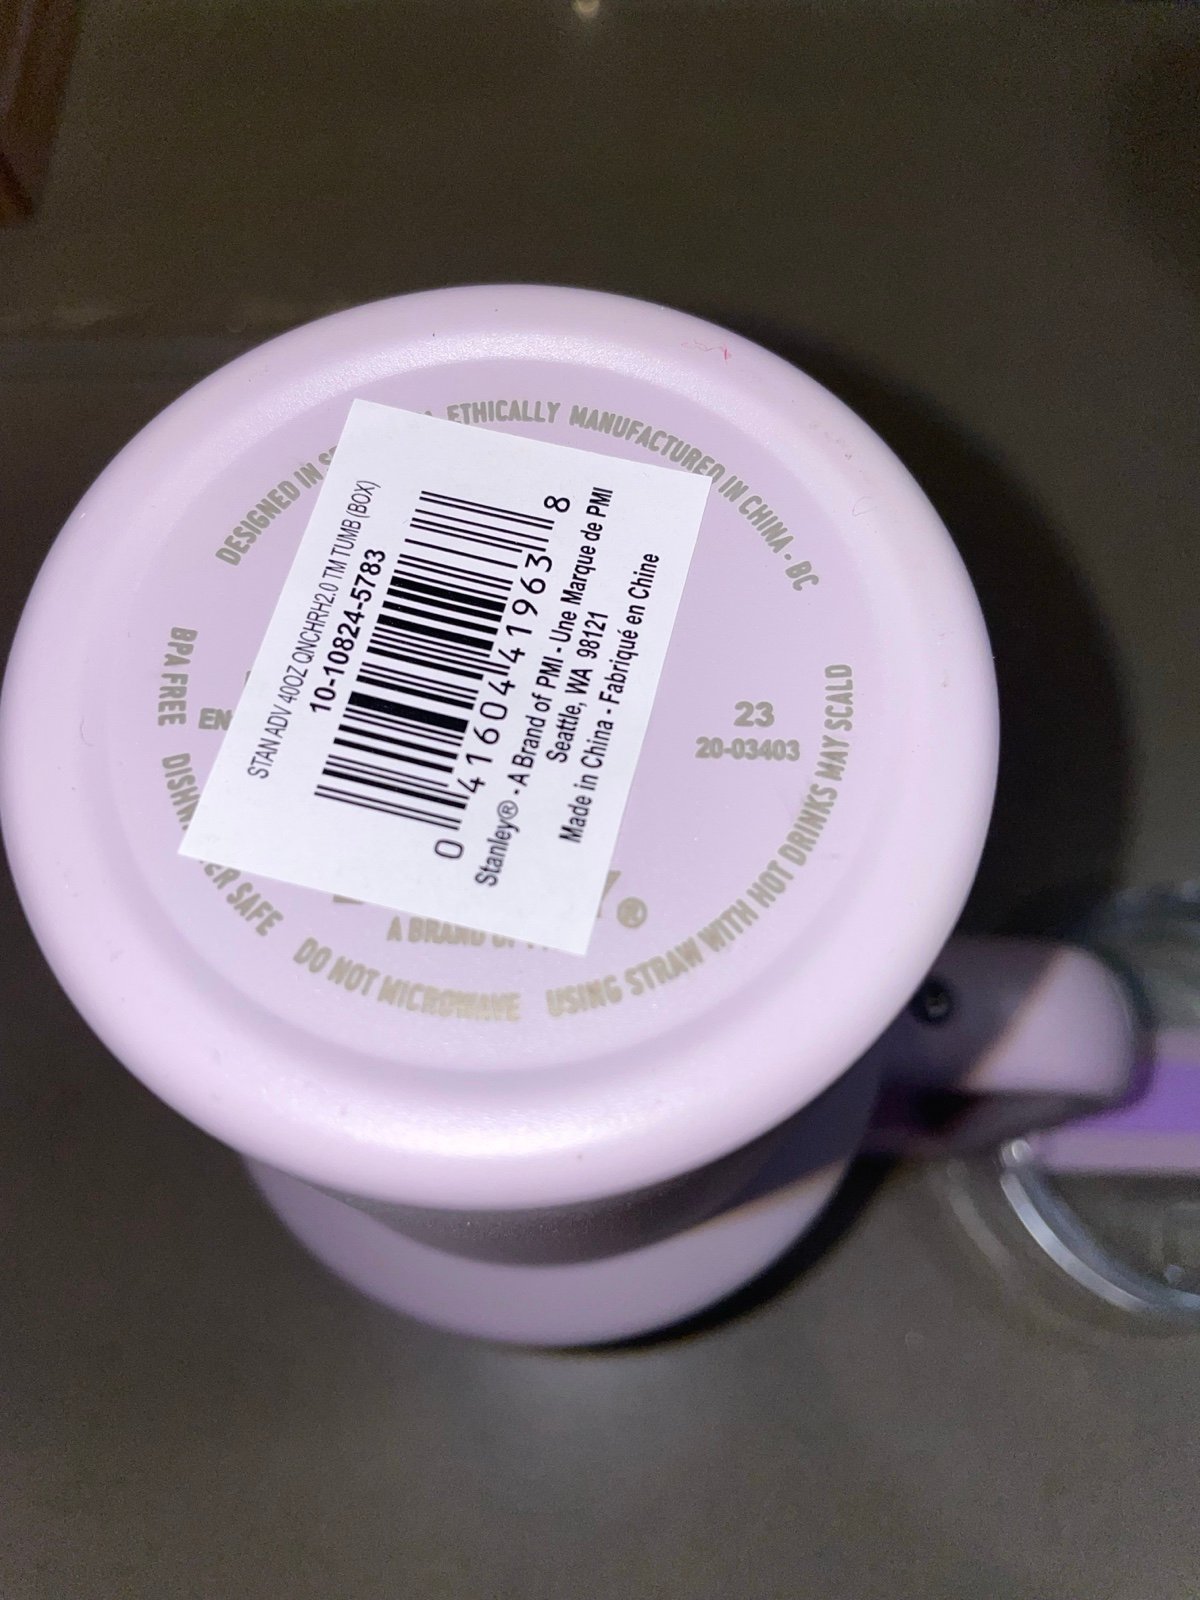 STAN ADV 40OZ QNCHRH2.0 TM TUMB (BOX)
10-10824-5783
0 41604 41963 8
Stanley® - A Brand of PMI - Une Marque de PMI
Seattle, WA 98121
Made in China - Fabriqué en Chine
DESIGNED IN
ETHICALLY MANUFACTURED IN CHINA - BC
BPA FREE
SAFE
DO NOT MICROWAVE
USING STRAW WITH HOT DRINKS MAY SCALD
23
20-03403
®
A BRAND